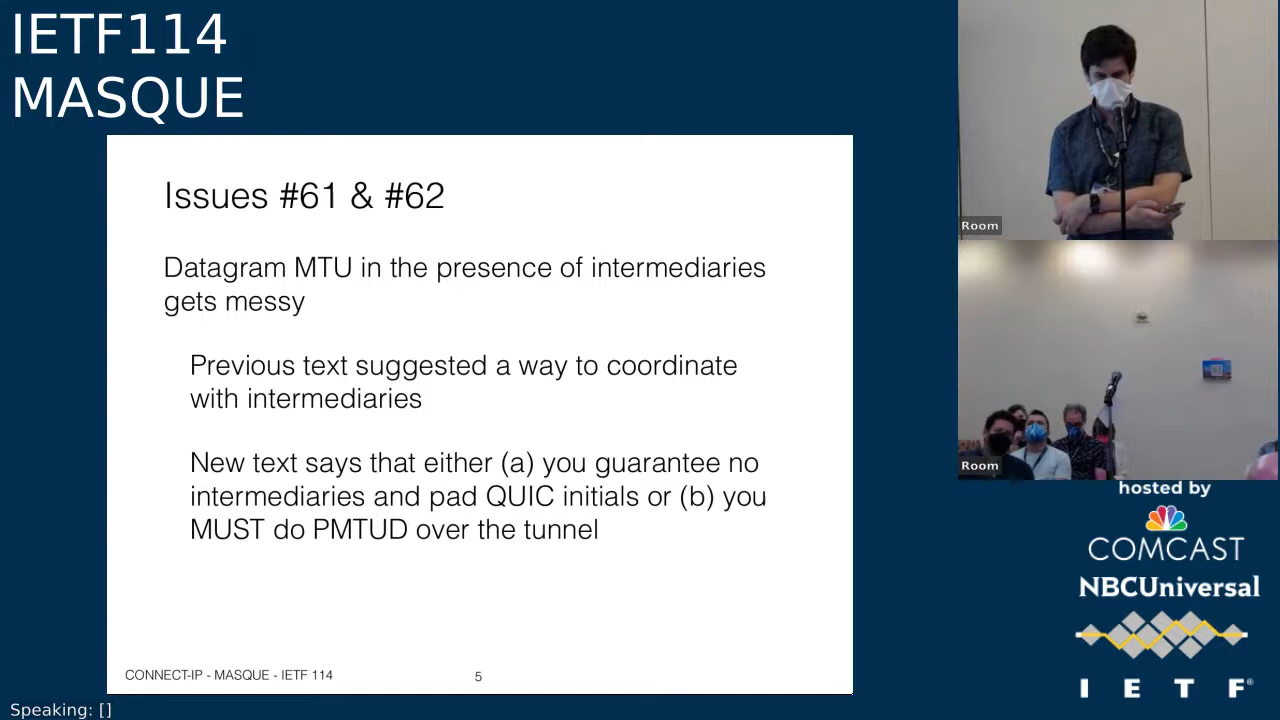 IETF114
MASQUE
Issues #61 & #62
Datagram MTU in the presence of intermediaries
gets messy
Previous text suggested a way to coordinate
with intermediaries
New text says that either (a) you guarantee no
intermediaries and pad QUIC initials or (b) you
MUST do PMTUD over the tunnel
CONNECT-IP - MASQUE - IETF 114
5
Room
Room
hosted by
COMCAST
NBCUniversal
I E T F®
Speaking: []